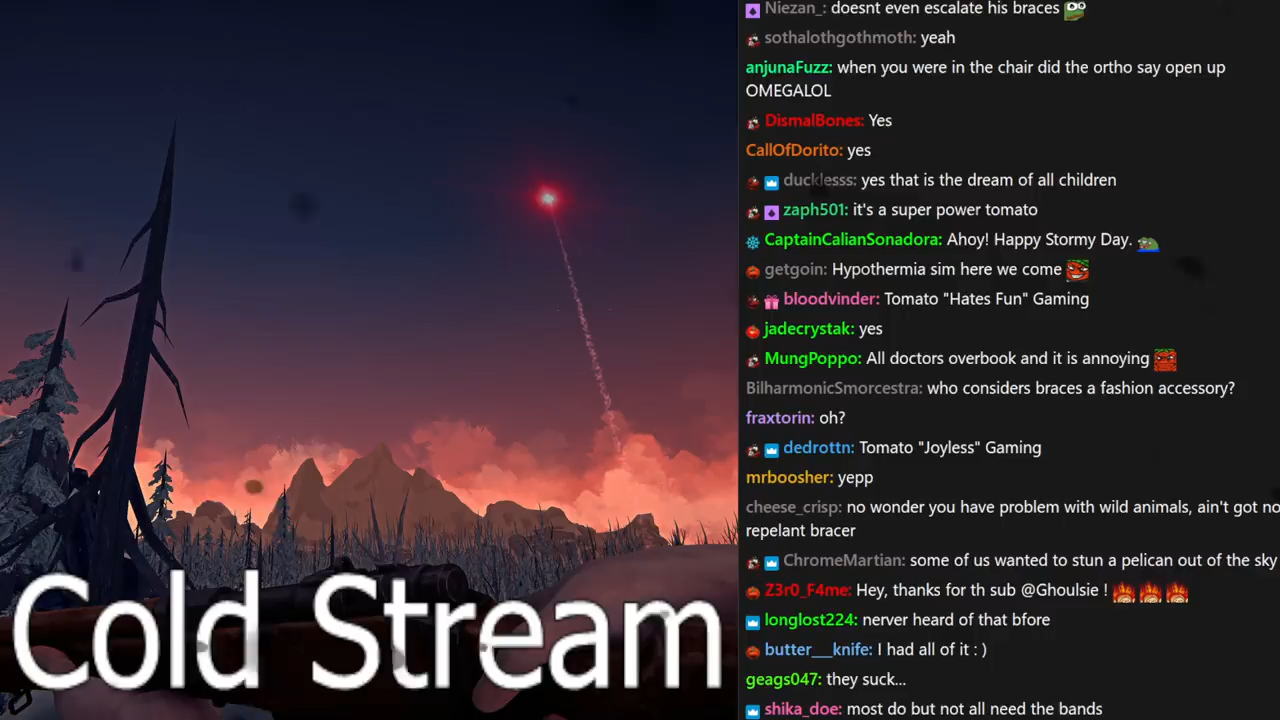 Niezan_: doesnt even escalate his braces
sothalothgothmoth: yeah
anjunaFuzz: when you were in the chair did the ortho say open up
OMEGALOL
DismalBones: Yes
CallOfDorito: yes
ducklesss: yes that is the dream of all children
zaph501: it's a super power tomato
CaptainCalianSonadora: Ahoy! Happy Stormy Day.
getgoin: Hypothermia sim here we come
bloodvinder: Tomato "Hates Fun" Gaming
jadecrystak: yes
MungPoppo: All doctors overbook and it is annoying
BilharmonicSmorcestra: who considers braces a fashion accessory?
fraxtorin: oh?
dedrottn: Tomato "Joyless" Gaming
mrboosher: yepp
cheese_crisp: no wonder you have problem with wild animals, ain't got no
repelant bracer
ChromeMartian: some of us wanted to stun a pelican out of the sky
Z3r0_F4me: Hey, thanks for th sub @Ghoulsie !
longlost224: nerver heard of that bfore
butter___knife: I had all of it : )
geags047: they suck...
shika_doe: most do but not all need the bands
Cold Stream